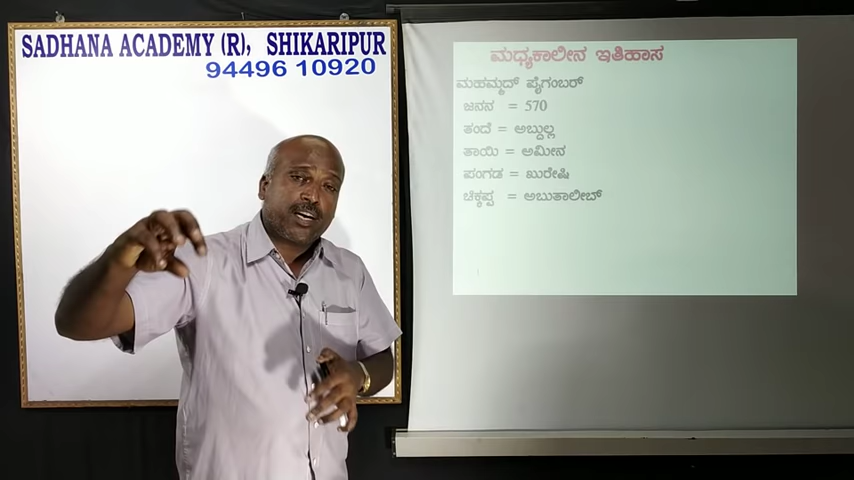 SADHANA ACADEMY (R), SHIKARIPUR
94496 10920
ಮಧ್ಯಕಾಲೀನ ಇತಿಹಾಸ
ಮಹಮ್ಮದ್ ಪೈಗಂಬರ್
ಜನನ = 570
ತಂದೆ = ಅಬ್ದುಲ್ಲ
ತಾಯಿ = ಅಮೀನ
ಪಂಗಡ = ಖುರೇಷಿ
ಚಿಕ್ಕಪ್ಪ = ಅಬುತಾಲೀಬ್